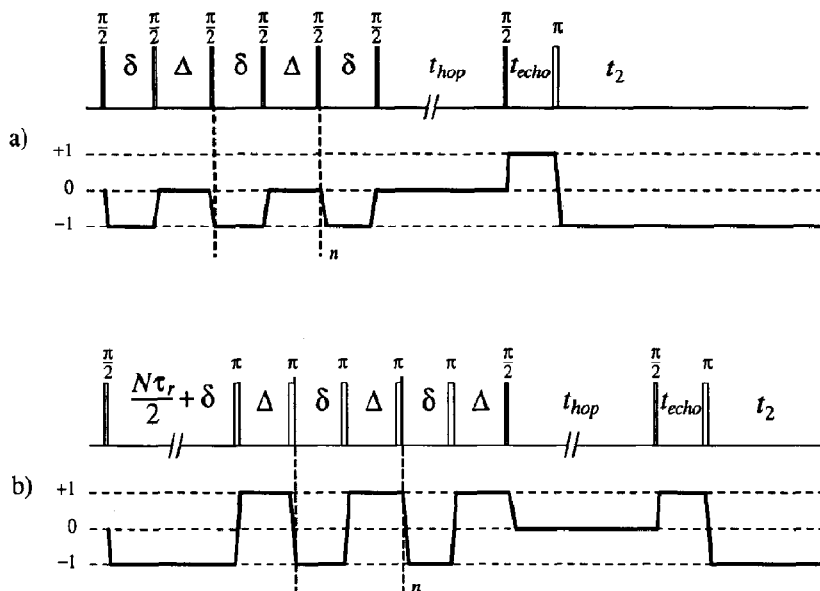 π/2 π/2 π/2 π/2 π/2 π/2 π/2 π
δ Δ δ Δ δ t_hop t_echo t_2
a)
+1
0
−1
n
π/2 π π π π π π/2 π/2 π
Nτ_r/2 + δ Δ δ Δ δ Δ t_hop t_echo t_2
b)
+1
0
−1
n